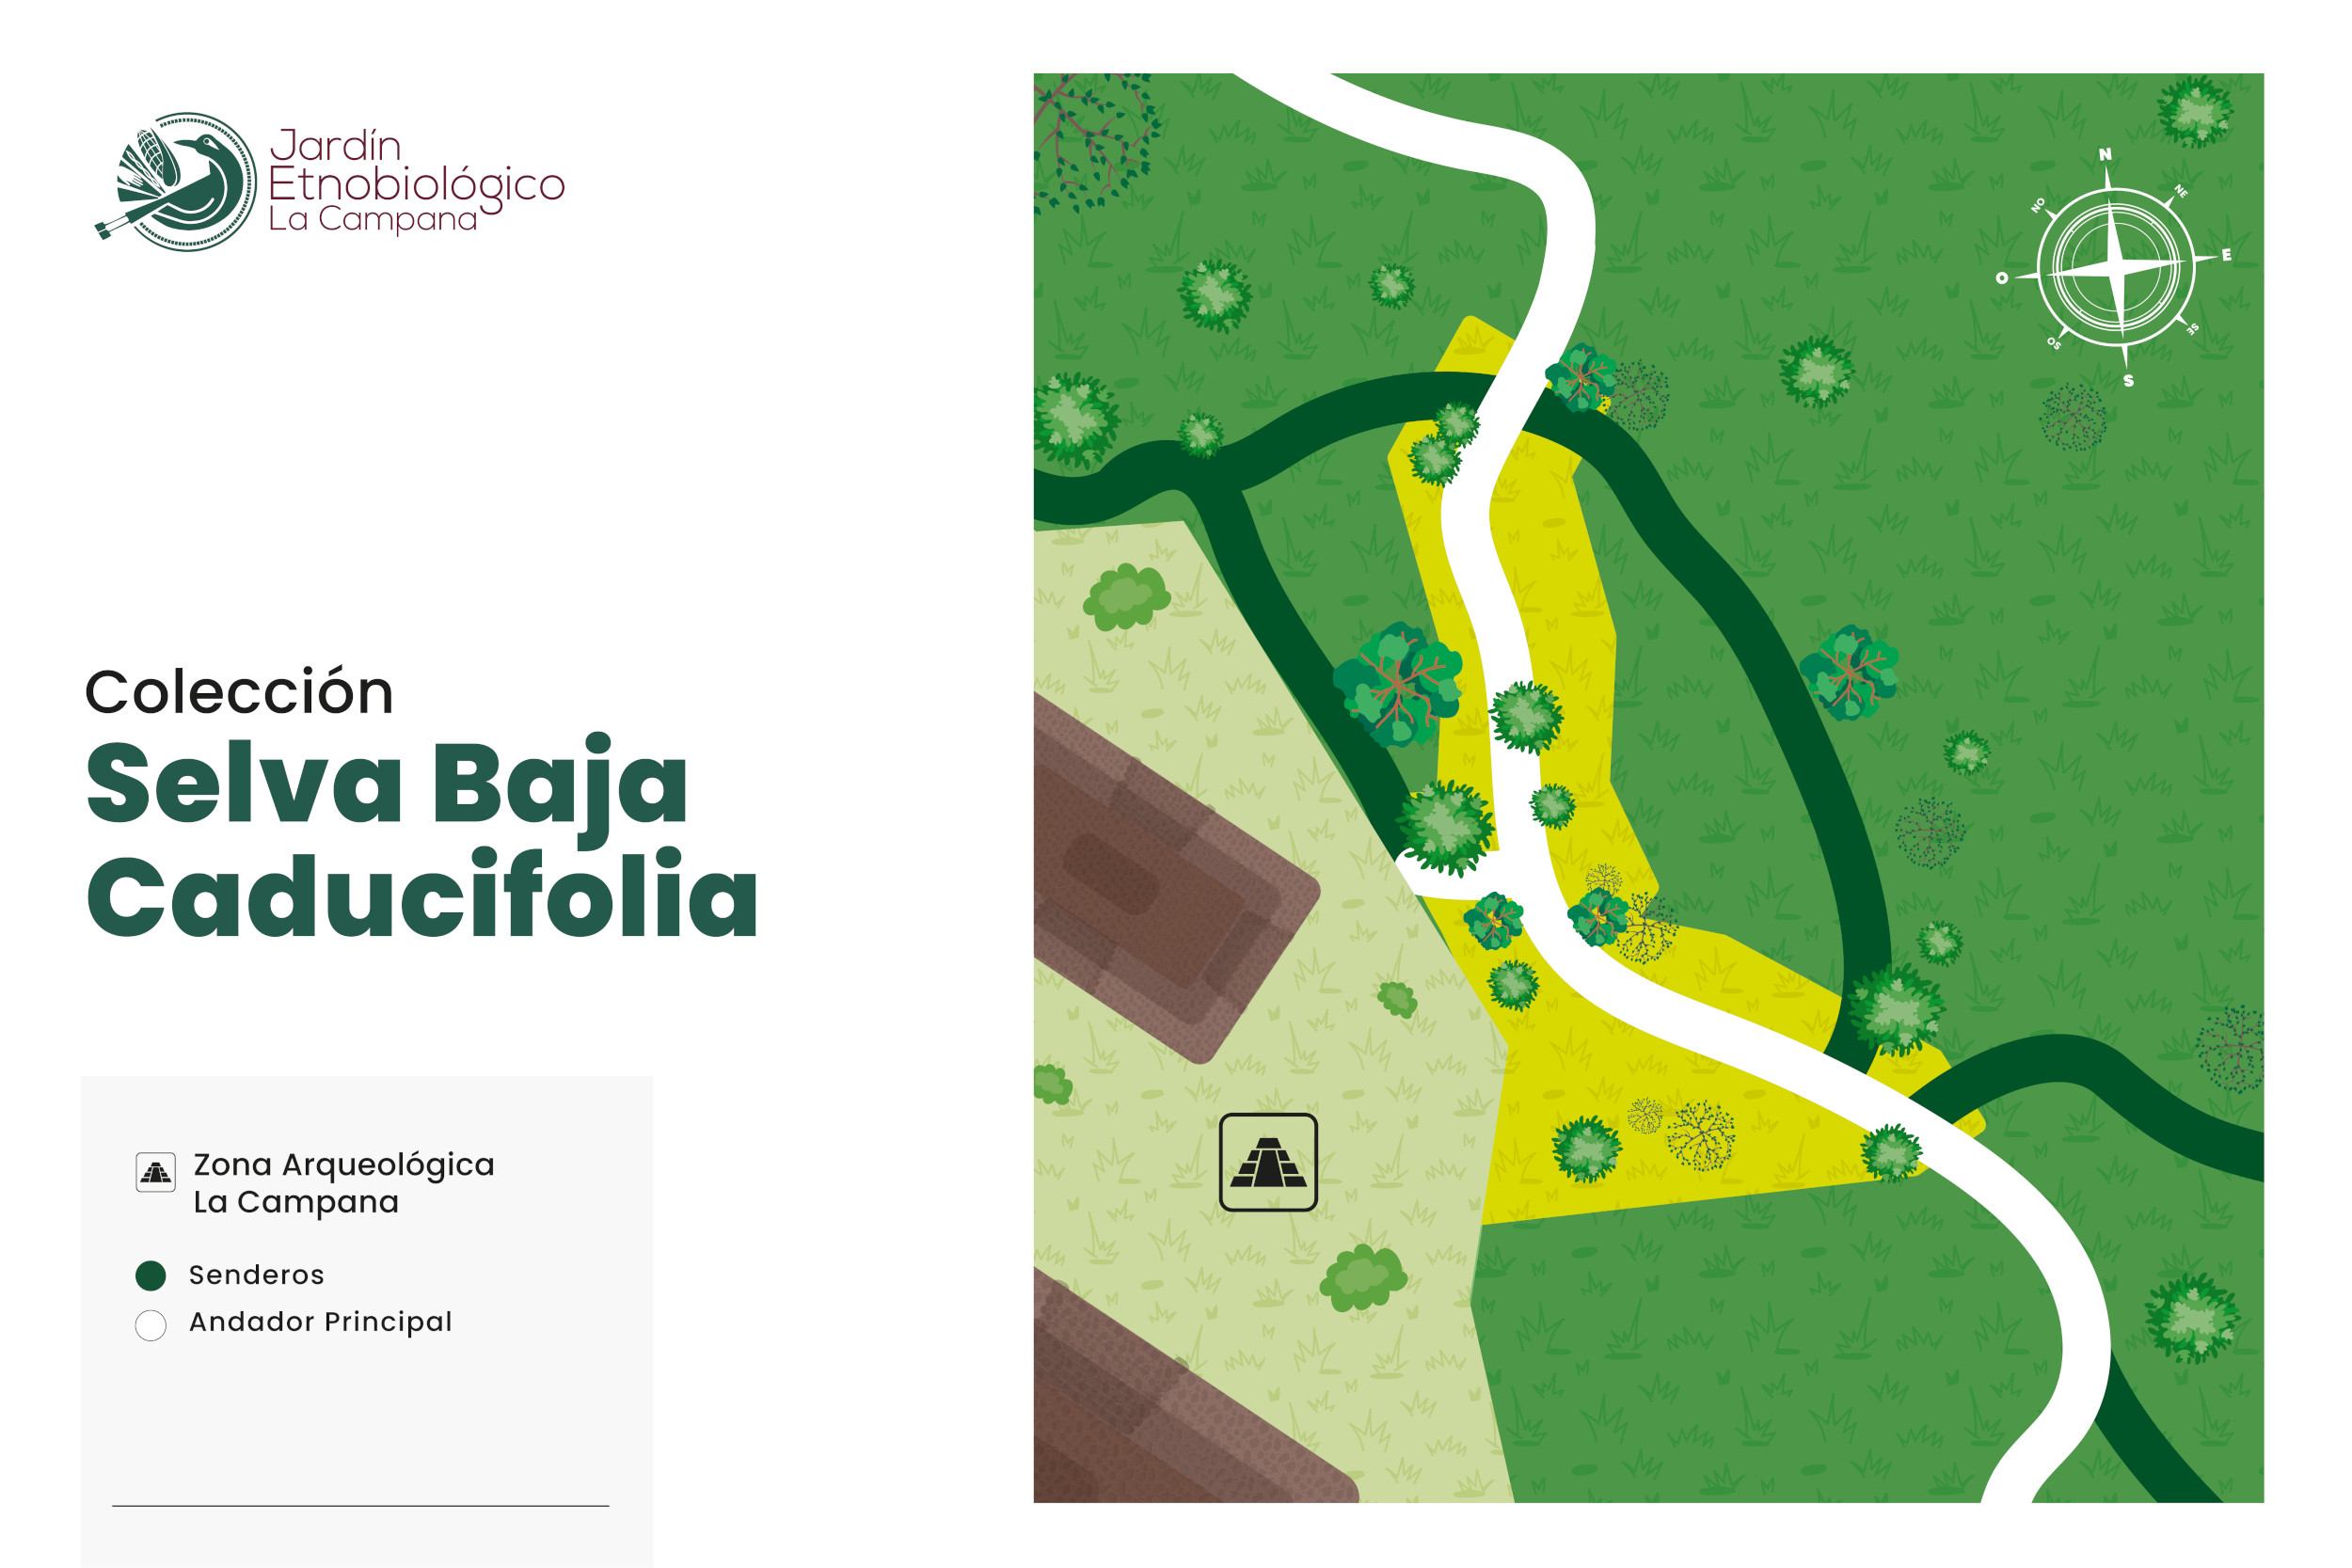 Jardín
Etnobiológico
La Campana
Colección
Selva Baja
Caducifolia
Zona Arqueológica
La Campana
Senderos
Andador Principal
N
NE
E
SE
S
SO
O
NO